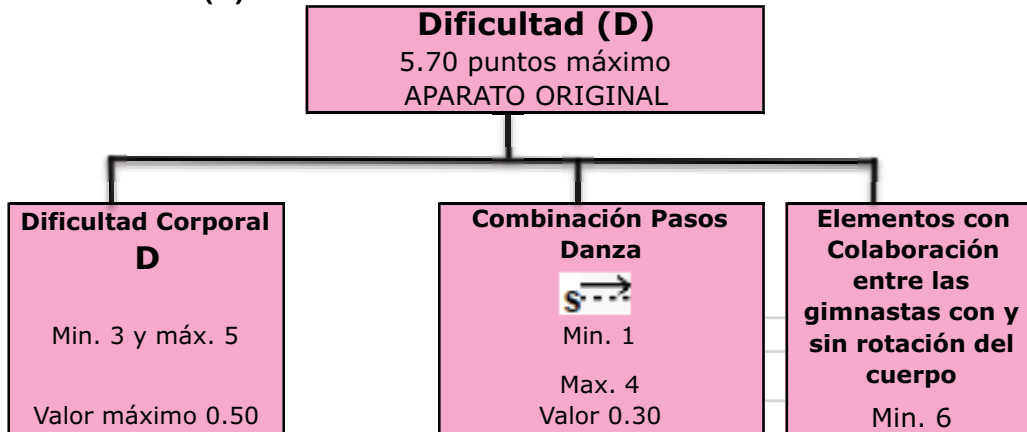 Dificultad (D)
5.70 puntos máximo
APARATO ORIGINAL
Dificultad Corporal
D
Min. 3 y máx. 5
Valor máximo 0.50
Combinación Pasos
Danza
S
Min. 1
Max. 4
Valor 0.30
Elementos con
Colaboración
entre las
gimnastas con y
sin rotación del
cuerpo
Min. 6